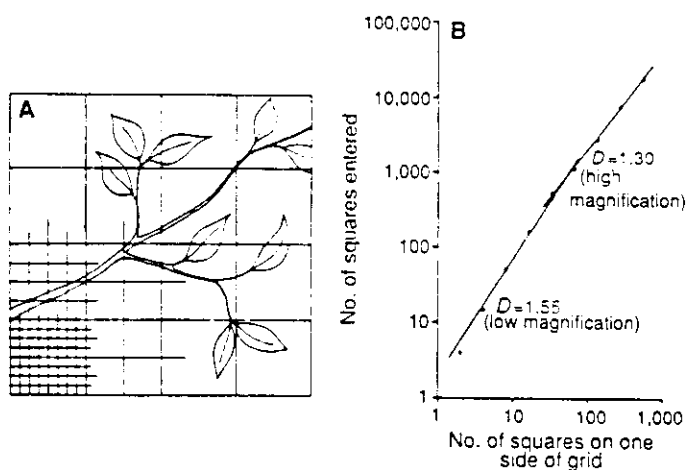 A
B
100,000
10,000
1,000
100
10
1
No. of squares entered
D=1.30
(high
magnification)
D=1.55
(low magnification)
1 10 100 1,000
No. of squares on one
side of grid